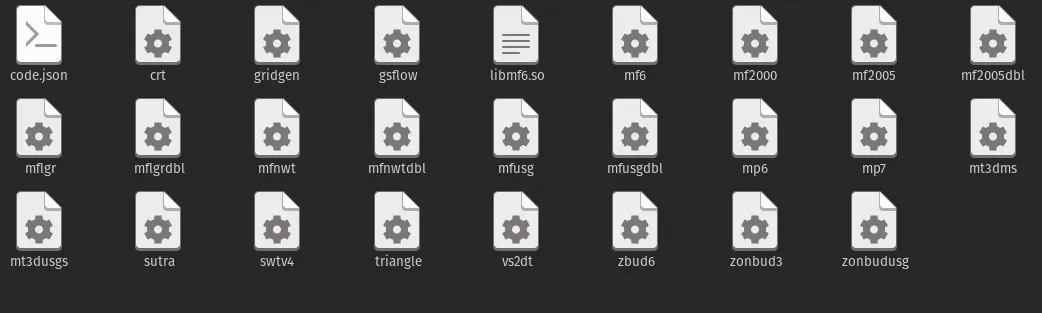 code.json crt gridgen gsflow libmf6.so mf6 mf2000 mf2005 mf2005dbl
mflgr mflgrdbl mfnwt mfnwtdbl mfusg mfusgdbl mp6 mp7 mt3dms
mt3dusgs sutra swtv4 triangle vs2dt zbud6 zonbud3 zonbudusg